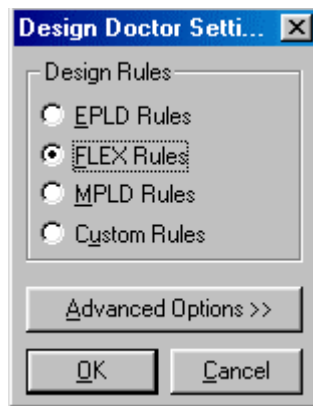 Design Doctor Setti...
Design Rules
EPLD Rules
FLEX Rules
MPLD Rules
Custom Rules
Advanced Options >>
OK Cancel